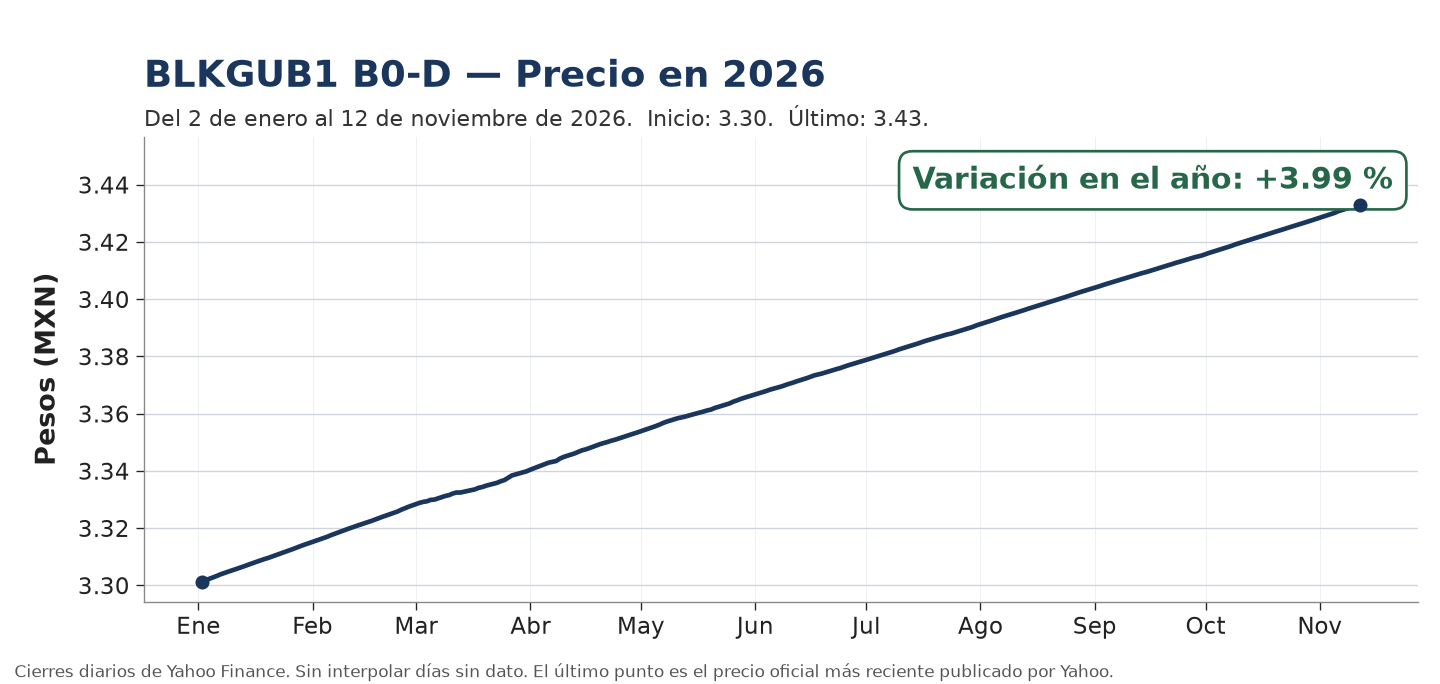 BLKGUB1 B0-D — Precio en 2026
Del 2 de enero al 12 de noviembre de 2026.  Inicio: 3.30.  Último: 3.43.
Variación en el año: +3.99 %
Pesos (MXN)
3.44
3.42
3.40
3.38
3.36
3.34
3.32
3.30
Ene Feb Mar Abr May Jun Jul Ago Sep Oct Nov
Cierres diarios de Yahoo Finance. Sin interpolar días sin dato. El último punto es el precio oficial más reciente publicado por Yahoo.